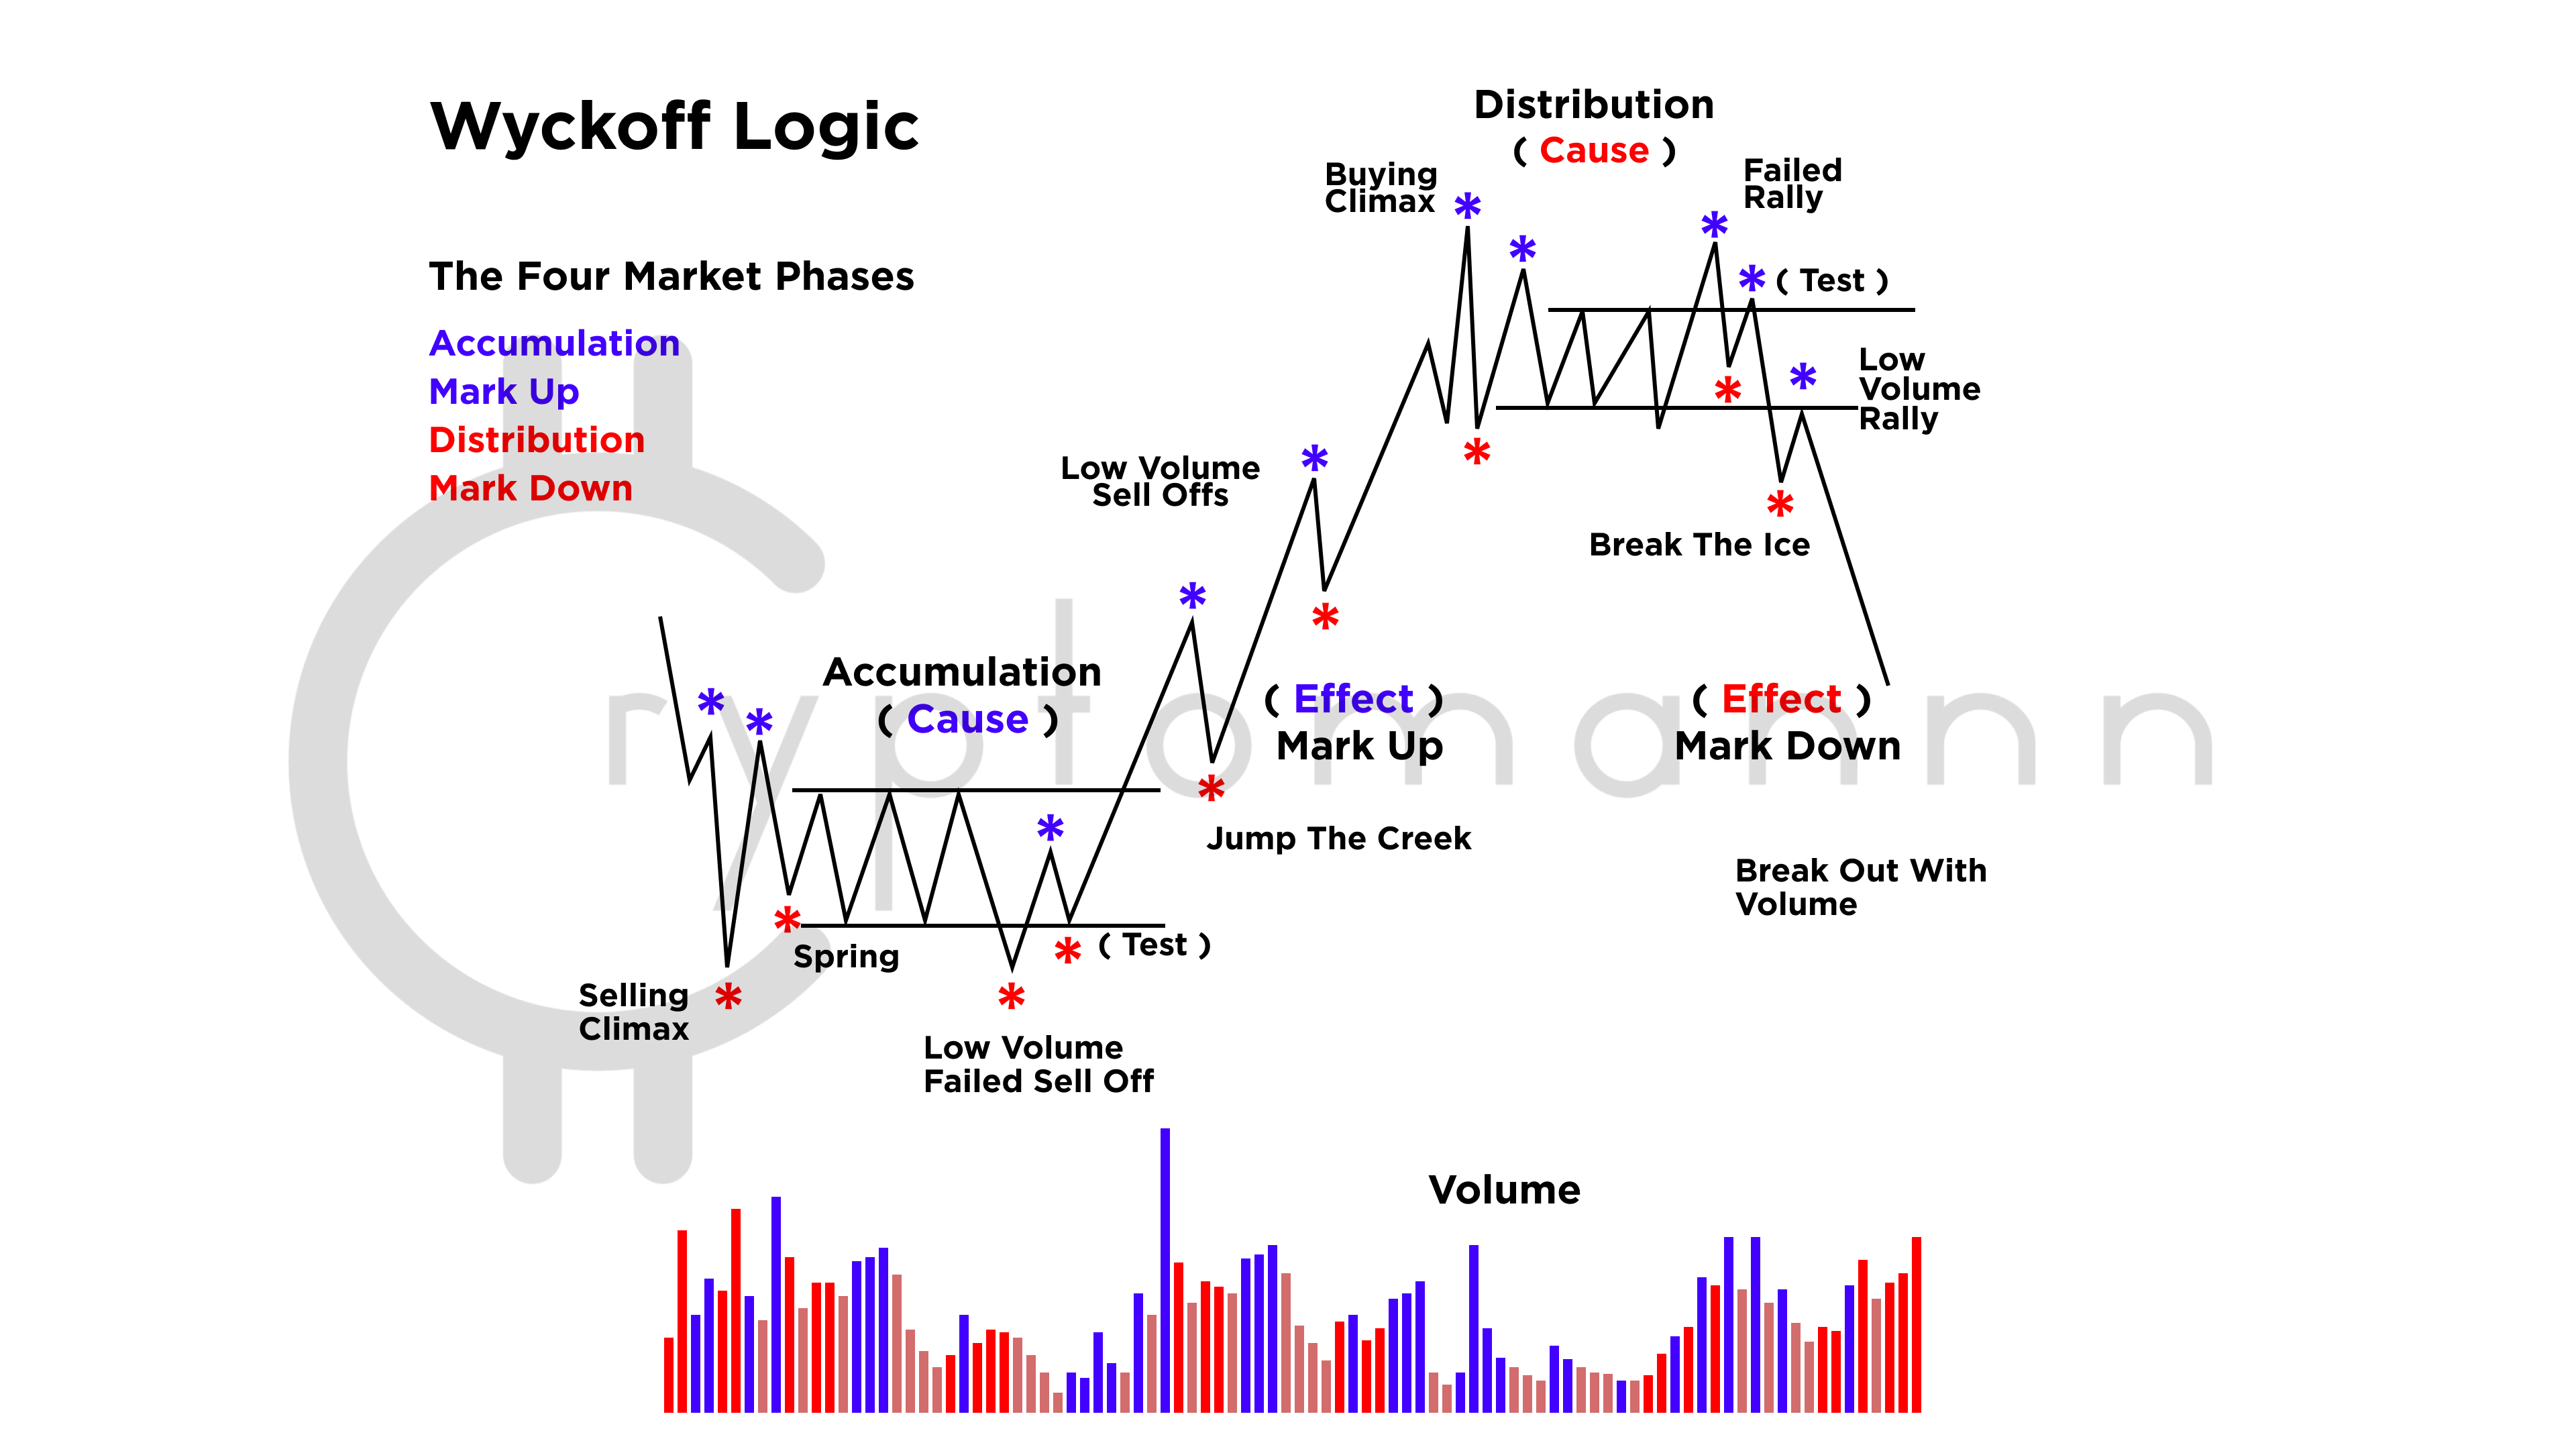 Wyckoff Logic
The Four Market Phases
Accumulation
Mark Up
Distribution
Mark Down
Distribution
( Cause )
Buying
Climax
Failed
Rally
( Test )
Low
Volume
Rally
Break The Ice
Low Volume
Sell Offs
Accumulation
( Cause )
( Effect )
Mark Up
( Effect )
Mark Down
Jump The Creek
Break Out With
Volume
Spring
( Test )
Selling
Climax
Low Volume
Failed Sell Off
Volume
Cryptomannn